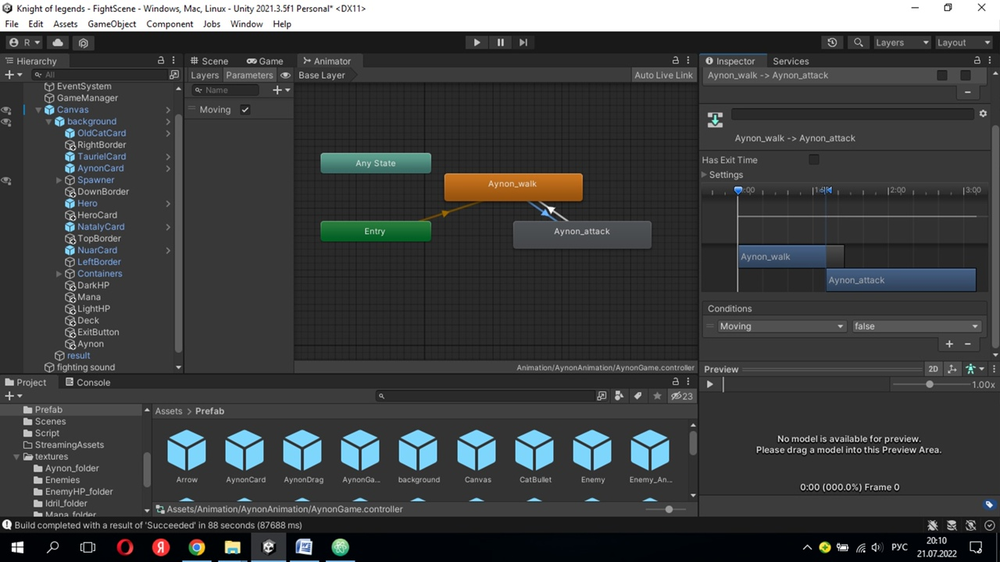 Knight of legends - FightScene - Windows, Mac, Linux - Unity 2021.3.5f1 Personal* <DX11>
File Edit Assets GameObject Component Jobs Window Help
R Layers Layout
Hierarchy Scene Game Animator Inspector Services
All Layers Parameters Base Layer Auto Live Link Aynon_walk -> Aynon_attack
EventSystem
GameManager
Canvas
background
OldCatCard
RightBorder
TaurielCard
AynonCard
Spawner
DownBorder
Hero
HeroCard
NatalyCard
TopBorder
NuarCard
LeftBorder
Containers
DarkHP
Mana
LightHP
Deck
ExitButton
Aynon
result
fighting sound
Name
Moving
Any State
Aynon_walk
Entry
Aynon_attack
Animation/AynonAnimation/AynonGame.controller
Aynon_walk -> Aynon_attack
Has Exit Time
Settings
2:00 3:00
Aynon_walk
Aynon_attack
Conditions
Moving false
Preview 2D
1.00x
No model is available for preview.
Please drag a model into this Preview Area.
0:00 (000.0%) Frame 0
Project Console
23
Prefab
Scenes
Script
StreamingAssets
textures
Aynon_folder
Enemies
EnemyHP_folder
Idril_folder
Mana_folder
Assets > Prefab
Arrow AynonCard AynonDrag AynonGa... background Canvas CatBullet Enemy Enemy_An...
Assets/Animation/AynonAnimation/AynonGame.controller
Build completed with a result of 'Succeeded' in 88 seconds (87688 ms)
РУС
20:10
21.07.2022